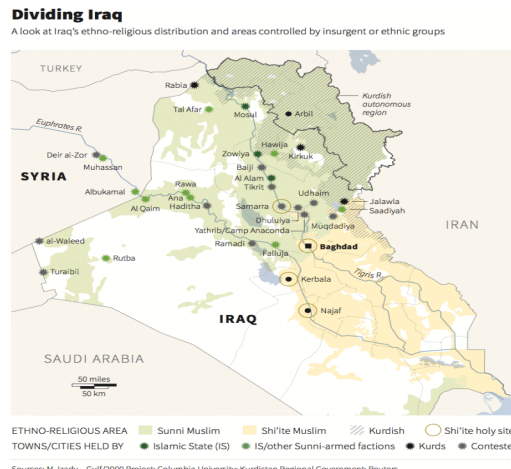 Dividing Iraq
A look at Iraq's ethno-religious distribution and areas controlled by insurgent or ethnic groups
TURKEY
Rabia
Tal Afar
Mosul
Arbil
Kurdish
autonomous
region
Euphrates R.
Deir al-Zor
Muhassan
SYRIA
Zowiya
Hawija
Kirkuk
Baiji
Al Alam
Tikrit
Albukamal
Al Qaim
Rawa
Ana
Haditha
Samarra
Udhaim
Jalawla
Saadiyah
Dhuluiya
Muqdadiya
Yathrib/Camp Anaconda
IRAN
al-Waleed
Ramadi
Baghdad
Rutba
Falluja
Turaibil
Tigris R.
Kerbala
IRAQ
Najaf
SAUDI ARABIA
50 miles
50 km
ETHNO-RELIGIOUS AREA Sunni Muslim Shi'ite Muslim Kurdish Shi'ite holy site
TOWNS/CITIES HELD BY Islamic State (IS) IS/other Sunni-armed factions Kurds Conteste